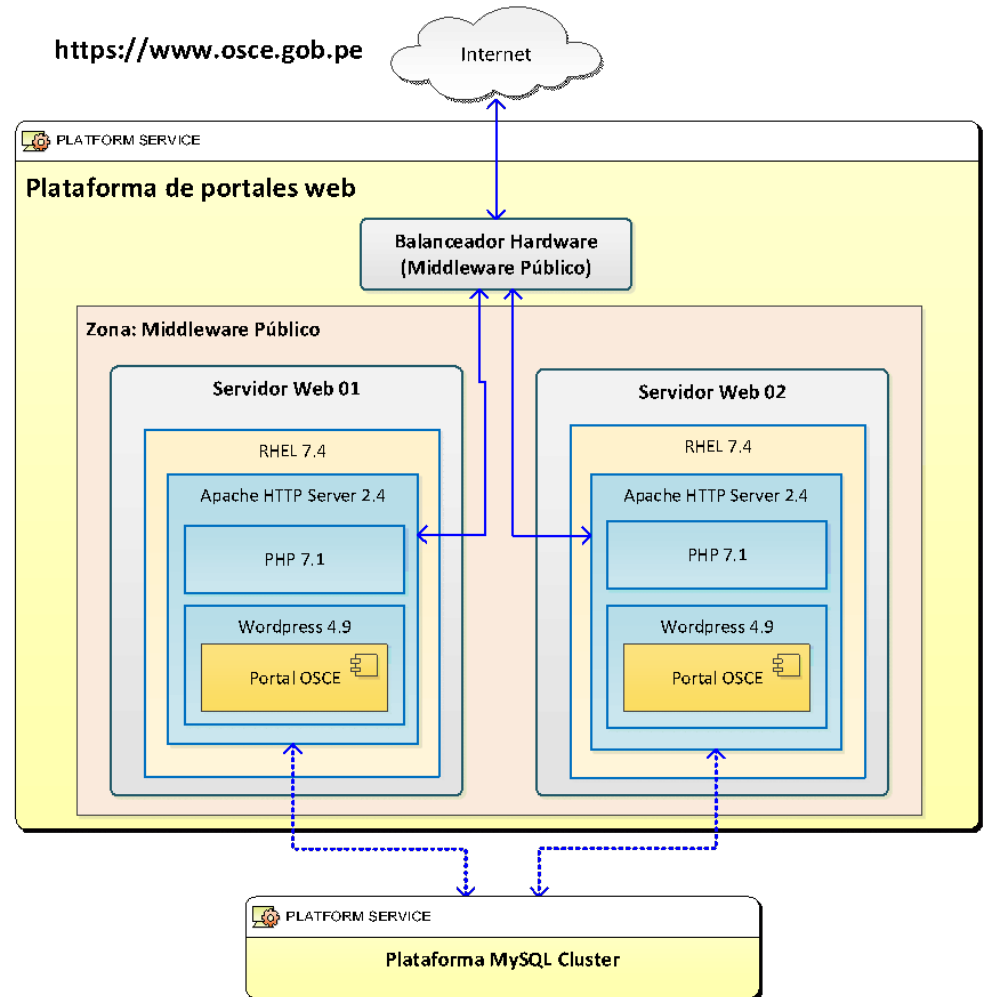 https://www.osce.gob.pe
Internet
PLATFORM SERVICE
Plataforma de portales web
Balanceador Hardware
(Middleware Público)
Zona: Middleware Público
Servidor Web 01
RHEL 7.4
Apache HTTP Server 2.4
PHP 7.1
Wordpress 4.9
Portal OSCE
Servidor Web 02
RHEL 7.4
Apache HTTP Server 2.4
PHP 7.1
Wordpress 4.9
Portal OSCE
PLATFORM SERVICE
Plataforma MySQL Cluster